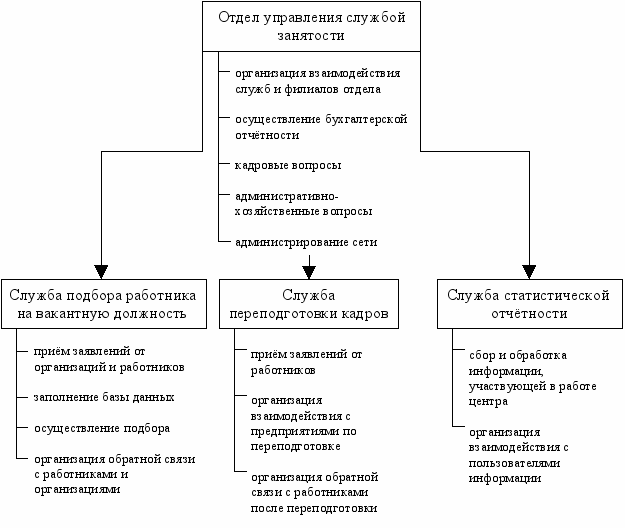 Отдел управления службой
занятости
организация взаимодействия
служб и филиалов отдела
осуществление бухгалтерской
отчётности
кадровые вопросы
административно-
хозяйственные вопросы
администрирование сети
Служба подбора работника
на вакантную должность
приём заявлений от
организаций и работников
заполнение базы данных
осуществление подбора
организация обратной связи
с работниками и
организациями
Служба
переподготовки кадров
приём заявлений от
работников
организация
взаимодействия с
предприятиями по
переподготовке
организация обратной
связи с работниками
после переподготовки
Служба статистической
отчётности
сбор и обработка
информации,
участвующей в работе
центра
организация
взаимодействия с
пользователями
информации